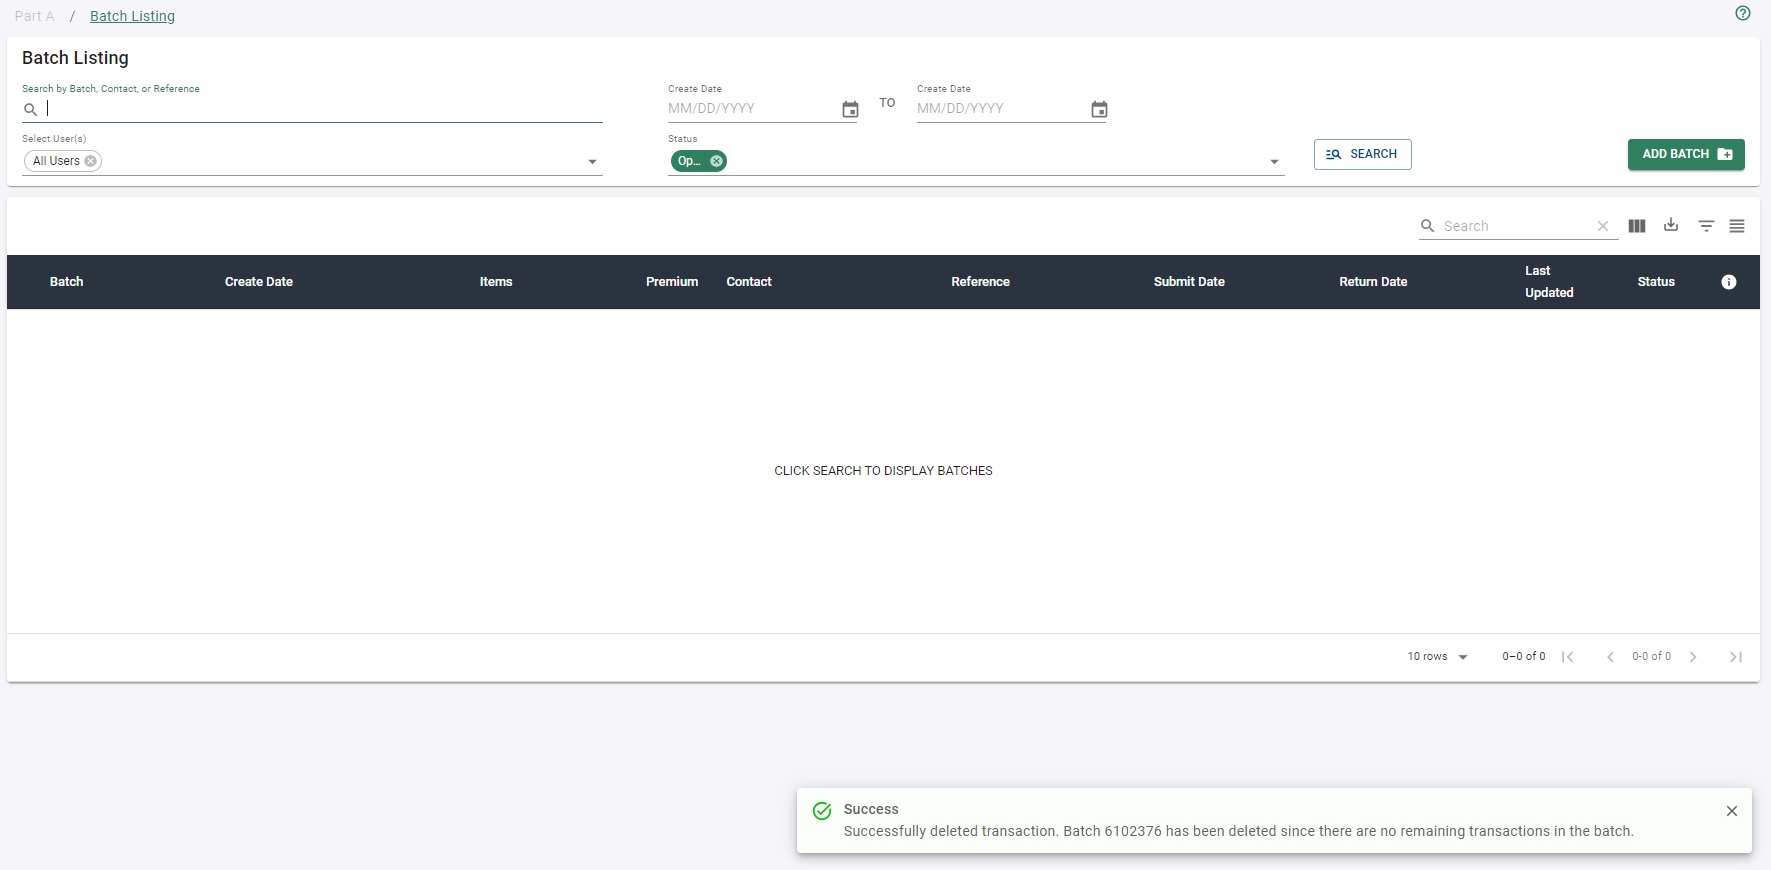 Part A / Batch Listing
Batch Listing
Search by Batch, Contact, or Reference
Create Date
MM/DD/YYYY
TO
Create Date
MM/DD/YYYY
Select User(s)
All Users
Status
Op...
SEARCH
ADD BATCH
Search
Batch Create Date Items Premium Contact Reference Submit Date Return Date Last Updated Status
CLICK SEARCH TO DISPLAY BATCHES
10 rows 0–0 of 0 0-0 of 0
Success
Successfully deleted transaction. Batch 6102376 has been deleted since there are no remaining transactions in the batch.